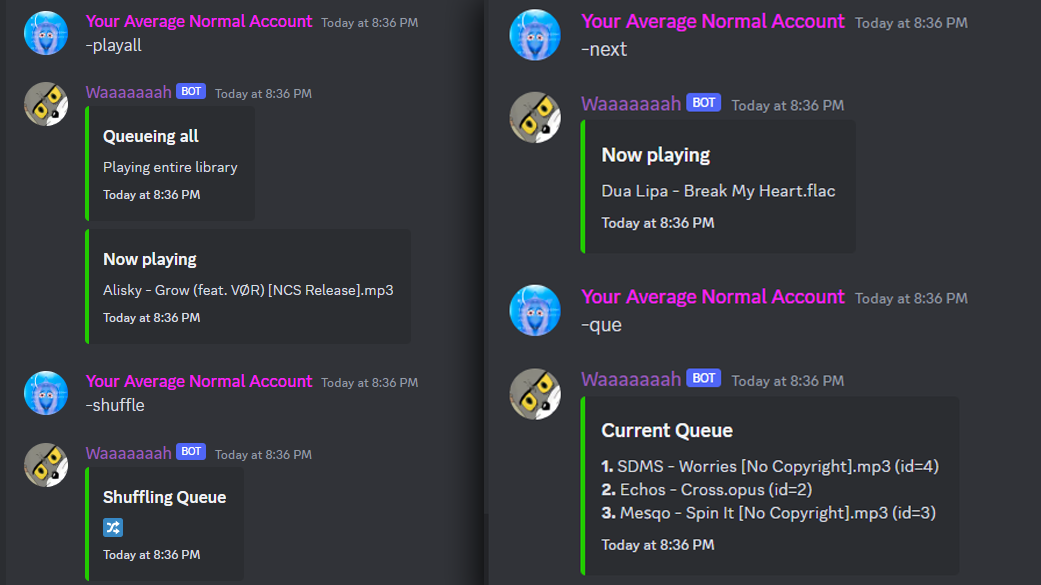 Your Average Normal Account Today at 8:36 PM
-playall
Waaaaaaah BOT Today at 8:36 PM
Queueing all
Playing entire library
Today at 8:36 PM
Now playing
Alisky - Grow (feat. VØR) [NCS Release].mp3
Today at 8:36 PM
Your Average Normal Account Today at 8:36 PM
-shuffle
Waaaaaaah BOT Today at 8:36 PM
Shuffling Queue
🔀
Today at 8:36 PM
Your Average Normal Account Today at 8:36 PM
-next
Waaaaaaah BOT Today at 8:36 PM
Now playing
Dua Lipa - Break My Heart.flac
Today at 8:36 PM
Your Average Normal Account Today at 8:36 PM
-que
Waaaaaaah BOT Today at 8:36 PM
Current Queue
1. SDMS - Worries [No Copyright].mp3 (id=4)
2. Echos - Cross.opus (id=2)
3. Mesqo - Spin It [No Copyright].mp3 (id=3)
Today at 8:36 PM